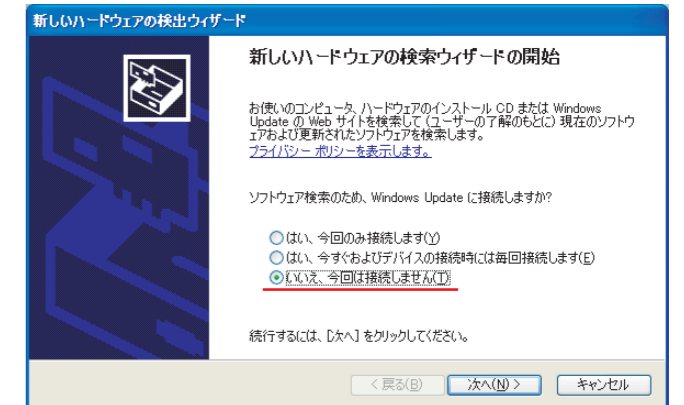 新しいハードウェアの検出ウィザード
新しいハードウェアの検索ウィザードの開始
お使いのコンピュータ、ハードウェアのインストール CD または Windows
Update の Web サイトを検索して (ユーザーの了解のもとに) 現在のソフトウ
ェアおよび更新されたソフトウェアを検索します。
プライバシー ポリシーを表示します。
ソフトウェア検索のため、Windows Update に接続しますか?
はい、今回のみ接続します(Y)
はい、今すぐおよびデバイスの接続時には毎回接続します(E)
いいえ、今回は接続しません(T)
続行するには、[次へ] をクリックしてください。
< 戻る(B)
次へ(N) >
キャンセル